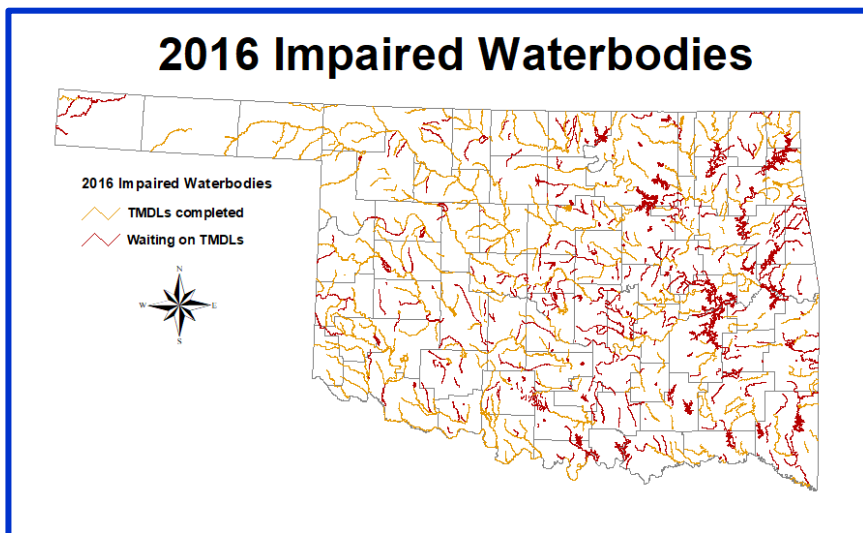 2016 Impaired Waterbodies
2016 Impaired Waterbodies
TMDLs completed
Waiting on TMDLs
N
W E
S